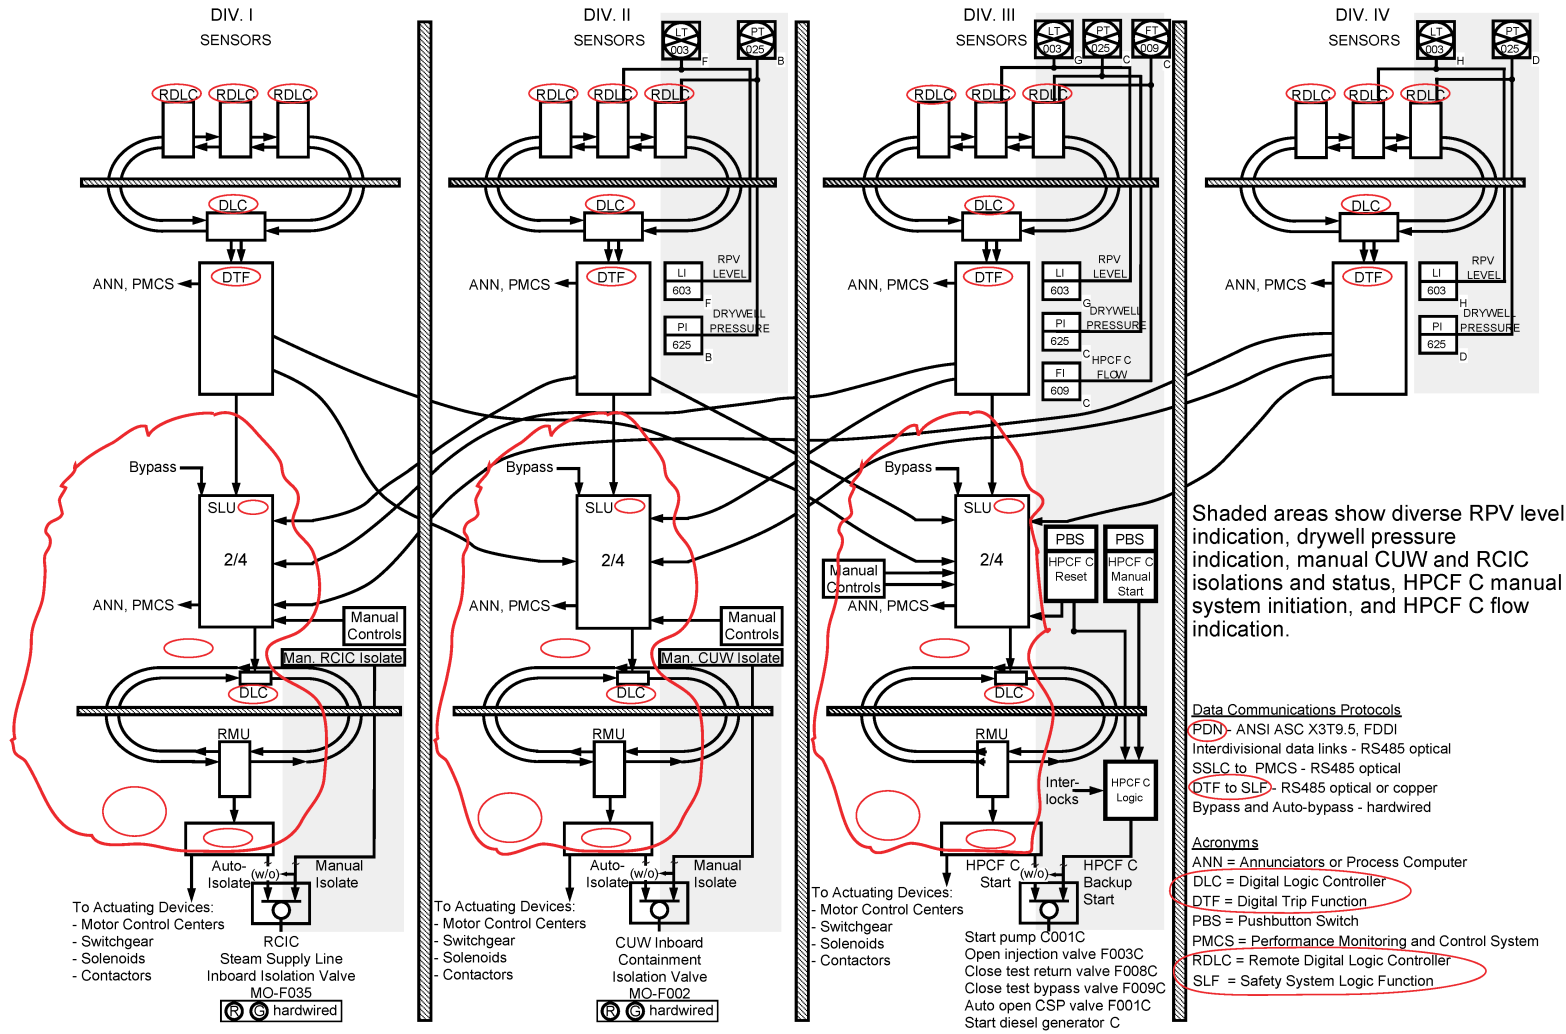 DIV. I
SENSORS
DIV. II
SENSORS
DIV. III
SENSORS
DIV. IV
SENSORS
LT
003
F
PT
025
B
LT
003
G
PT
025
C
FT
009
C
LT
003
H
PT
025
D
RDLC RDLC RDLC
RDLC RDLC RDLC
RDLC RDLC RDLC
RDLC RDLC RDLC
DLC
DLC
DLC
DLC
DTF
DTF
DTF
DTF
ANN, PMCS
ANN, PMCS
ANN, PMCS
ANN, PMCS
LI
603
F
RPV
LEVEL
PI
625
B
DRYWELL
PRESSURE
LI
603
G
RPV
LEVEL
PI
625
C
DRYWELL
PRESSURE
FI
609
C
HPCF C
FLOW
LI
603
H
RPV
LEVEL
PI
625
D
DRYWELL
PRESSURE
Bypass
SLU
2/4
ANN, PMCS
Manual
Controls
Man. RCIC Isolate
DLC
RMU
Auto-
Isolate
(w/o)
Manual
Isolate
To Actuating Devices:
- Motor Control Centers
- Switchgear
- Solenoids
- Contactors
RCIC
Steam Supply Line
Inboard Isolation Valve
MO-F035
R G hardwired
Bypass
SLU
2/4
ANN, PMCS
Manual
Controls
Man. CUW Isolate
DLC
RMU
Auto-
Isolate
(w/o)
Manual
Isolate
To Actuating Devices:
- Motor Control Centers
- Switchgear
- Solenoids
- Contactors
CUW Inboard
Containment
Isolation Valve
MO-F002
R G hardwired
Bypass
SLU
2/4
Manual
Controls
ANN, PMCS
PBS
HPCF C
Reset
PBS
HPCF C
Manual
Start
DLC
RMU
Inter-
locks
HPCF C
Logic
HPCF C
Start
(w/o)
HPCF C
Backup
Start
To Actuating Devices:
- Motor Control Centers
- Switchgear
- Solenoids
- Contactors
Start pump C001C
Open injection valve F003C
Close test return valve F008C
Close test bypass valve F009C
Auto open CSP valve F001C
Start diesel generator C
Shaded areas show diverse RPV level
indication, drywell pressure
indication, manual CUW and RCIC
isolations and status, HPCF C manual
system initiation, and HPCF C flow
indication.
Data Communications Protocols
PDN - ANSI ASC X3T9.5, FDDI
Interdivisional data links - RS485 optical
SSLC to PMCS - RS485 optical
DTF to SLF - RS485 optical or copper
Bypass and Auto-bypass - hardwired
Acronyms
ANN = Annunciators or Process Computer
DLC = Digital Logic Controller
DTF = Digital Trip Function
PBS = Pushbutton Switch
PMCS = Performance Monitoring and Control System
RDLC = Remote Digital Logic Controller
SLF = Safety System Logic Function